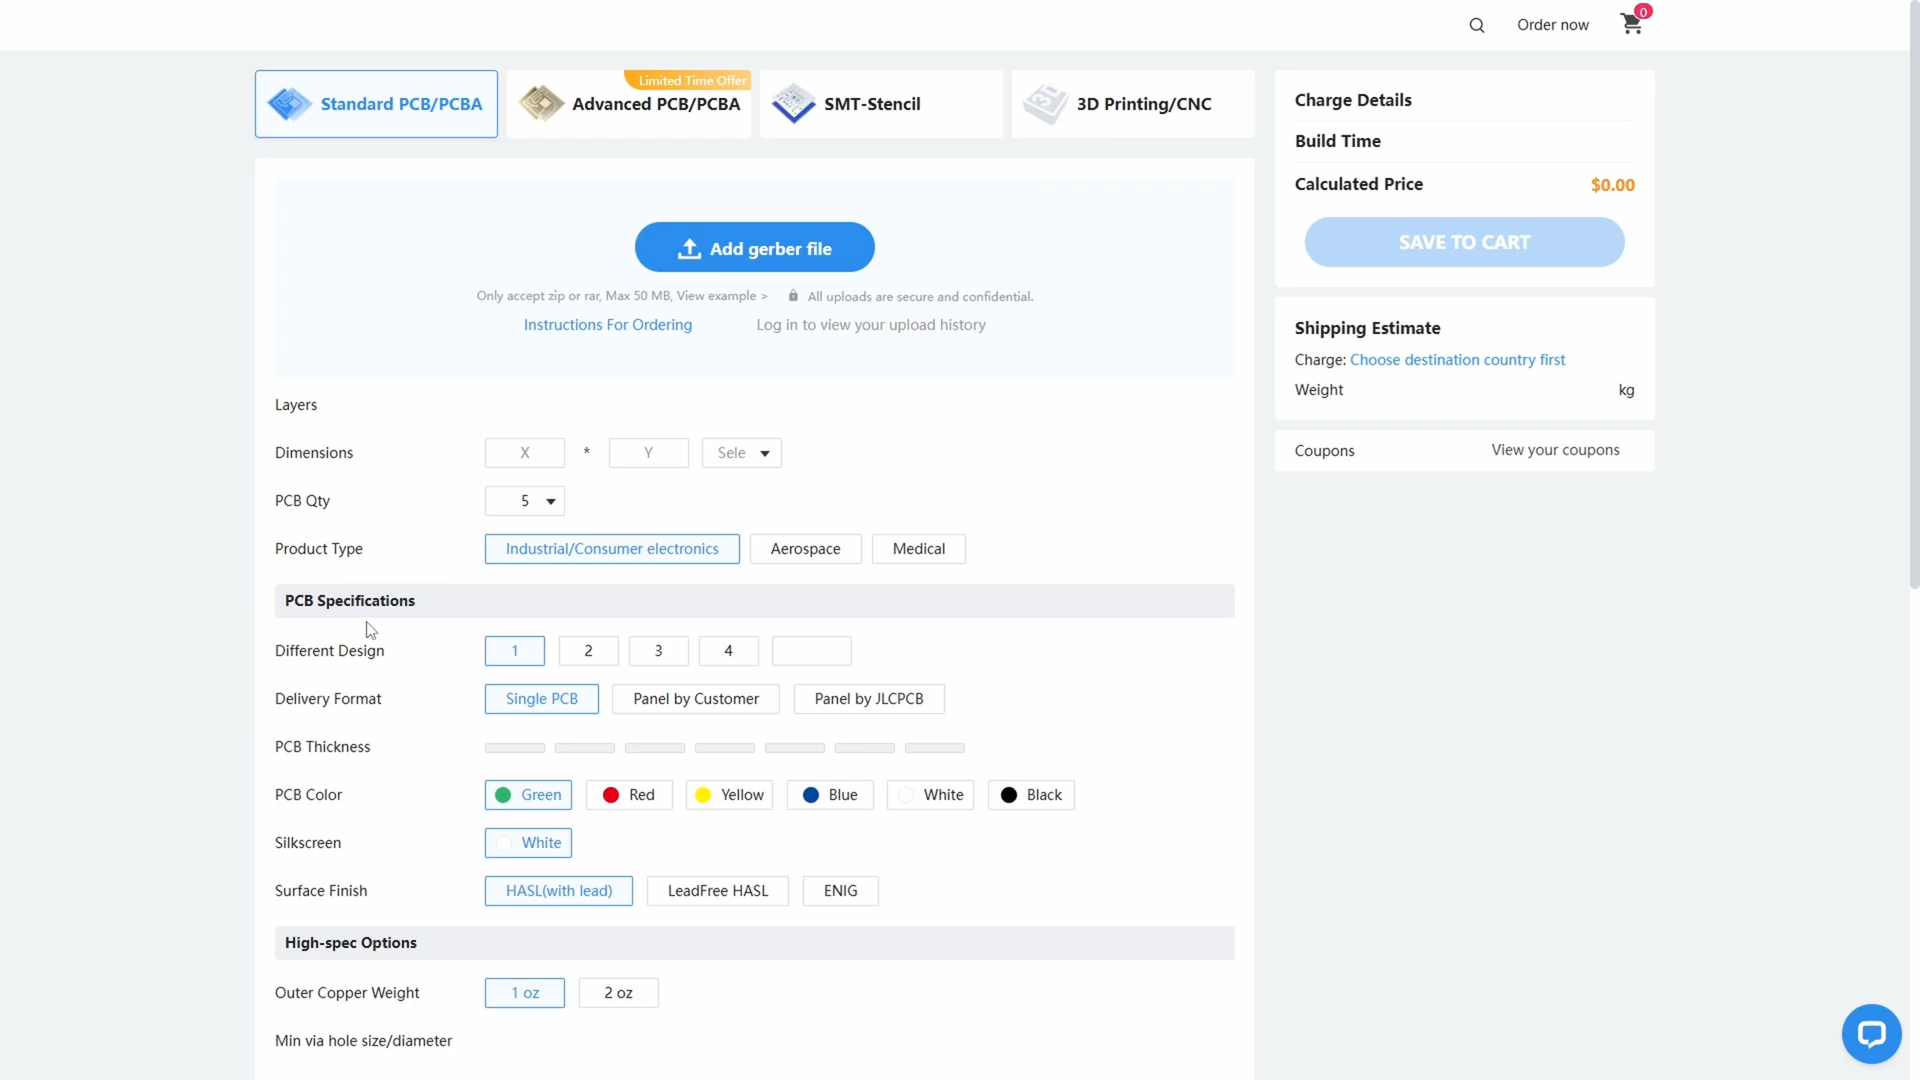 Order now
0
Standard PCB/PCBA
Limited Time Offer
Advanced PCB/PCBA
SMT-Stencil
3D Printing/CNC
Charge Details
Build Time
Calculated Price $0.00
SAVE TO CART
Add gerber file
Only accept zip or rar, Max 50 MB, View example > All uploads are secure and confidential.
Instructions For Ordering Log in to view your upload history
Shipping Estimate
Charge: Choose destination country first
Weight kg
Coupons View your coupons
Layers
Dimensions X * Y Sele
PCB Qty 5
Product Type Industrial/Consumer electronics Aerospace Medical
PCB Specifications
Different Design 1 2 3 4
Delivery Format Single PCB Panel by Customer Panel by JLCPCB
PCB Thickness
PCB Color Green Red Yellow Blue White Black
Silkscreen White
Surface Finish HASL(with lead) LeadFree HASL ENIG
High-spec Options
Outer Copper Weight 1 oz 2 oz
Min via hole size/diameter